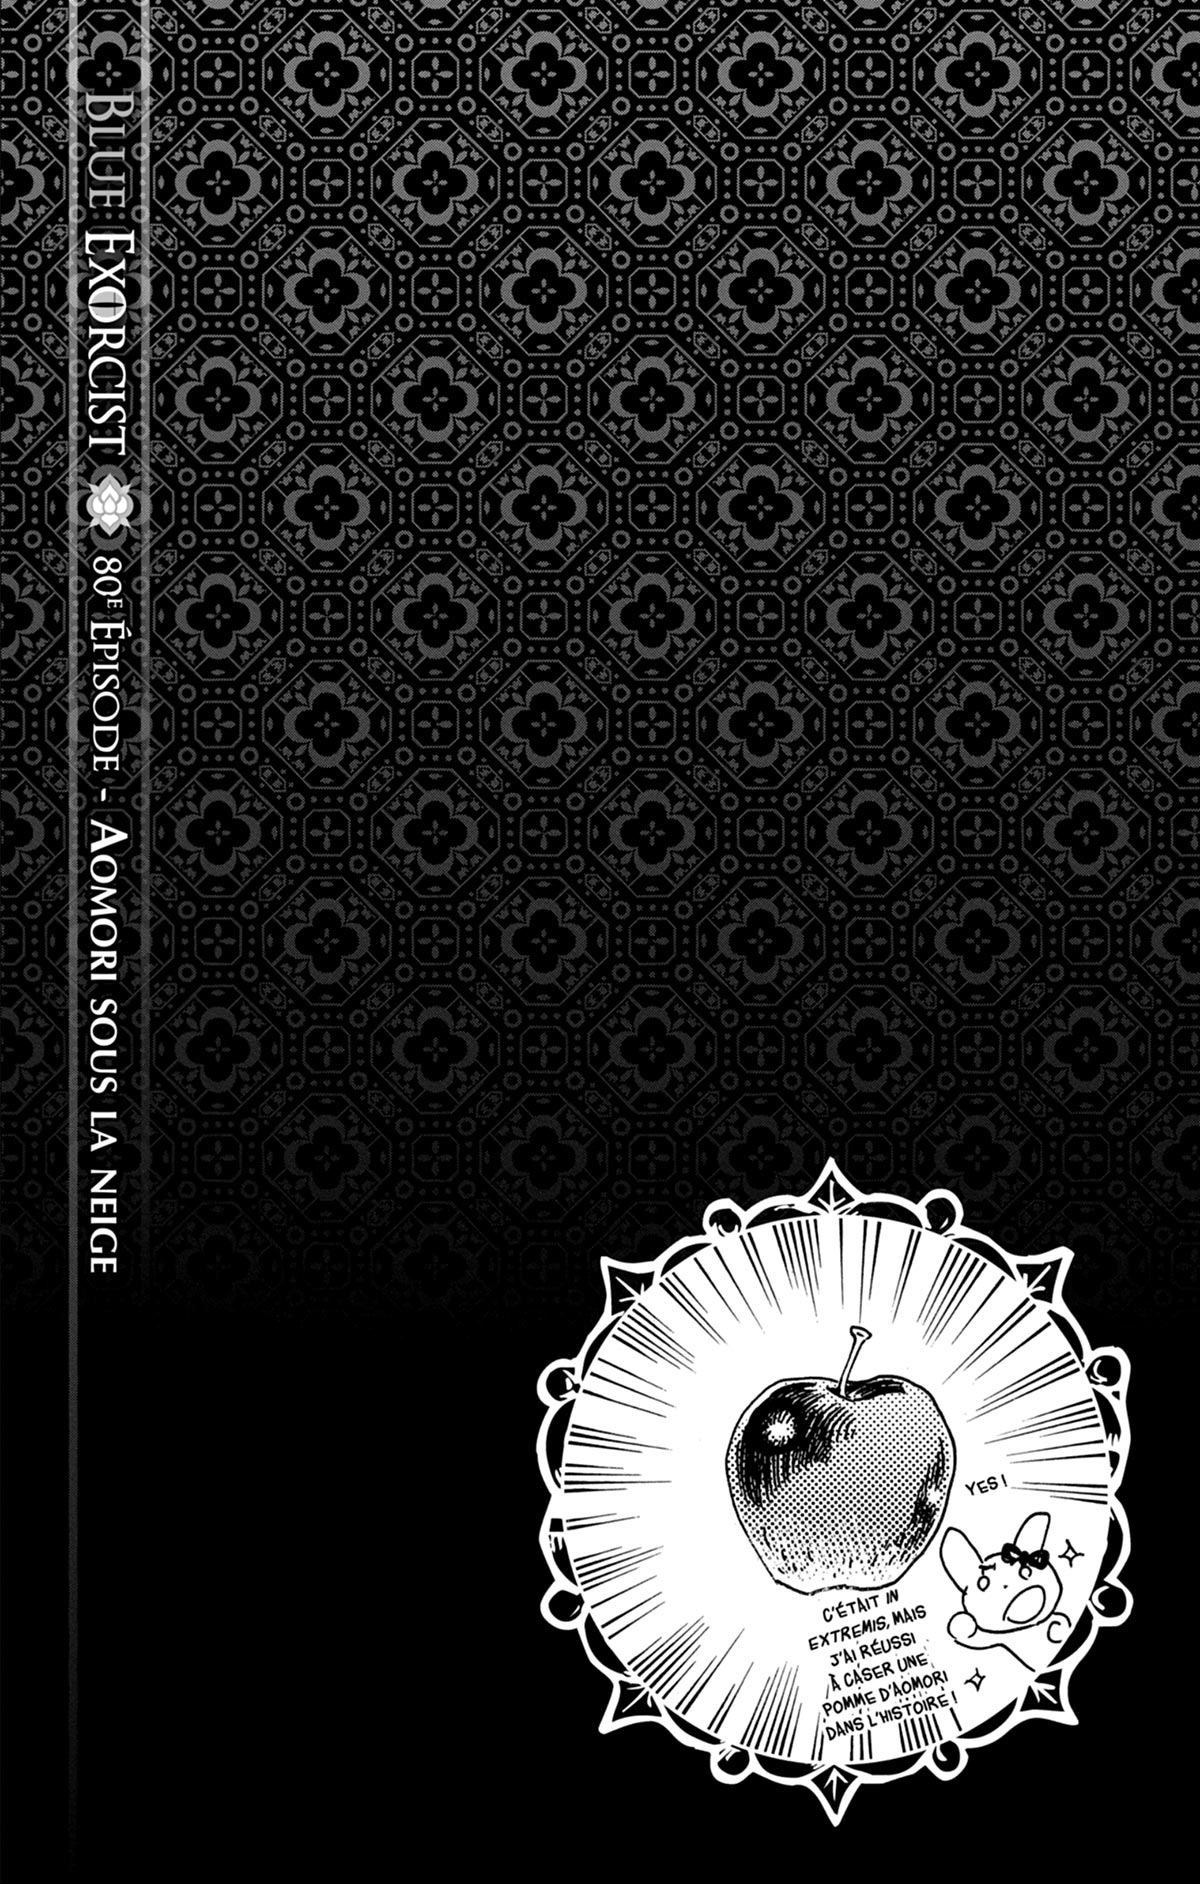 BLUE EXORCIST 80E ÉPISODE - AOMORI SOUS LA NEIGE
YES !
C'ÉTAIT IN
EXTREMIS, MAIS
J'AI RÉUSSI
À CASER UNE
POMME D'AOMORI
DANS L'HISTOIRE !